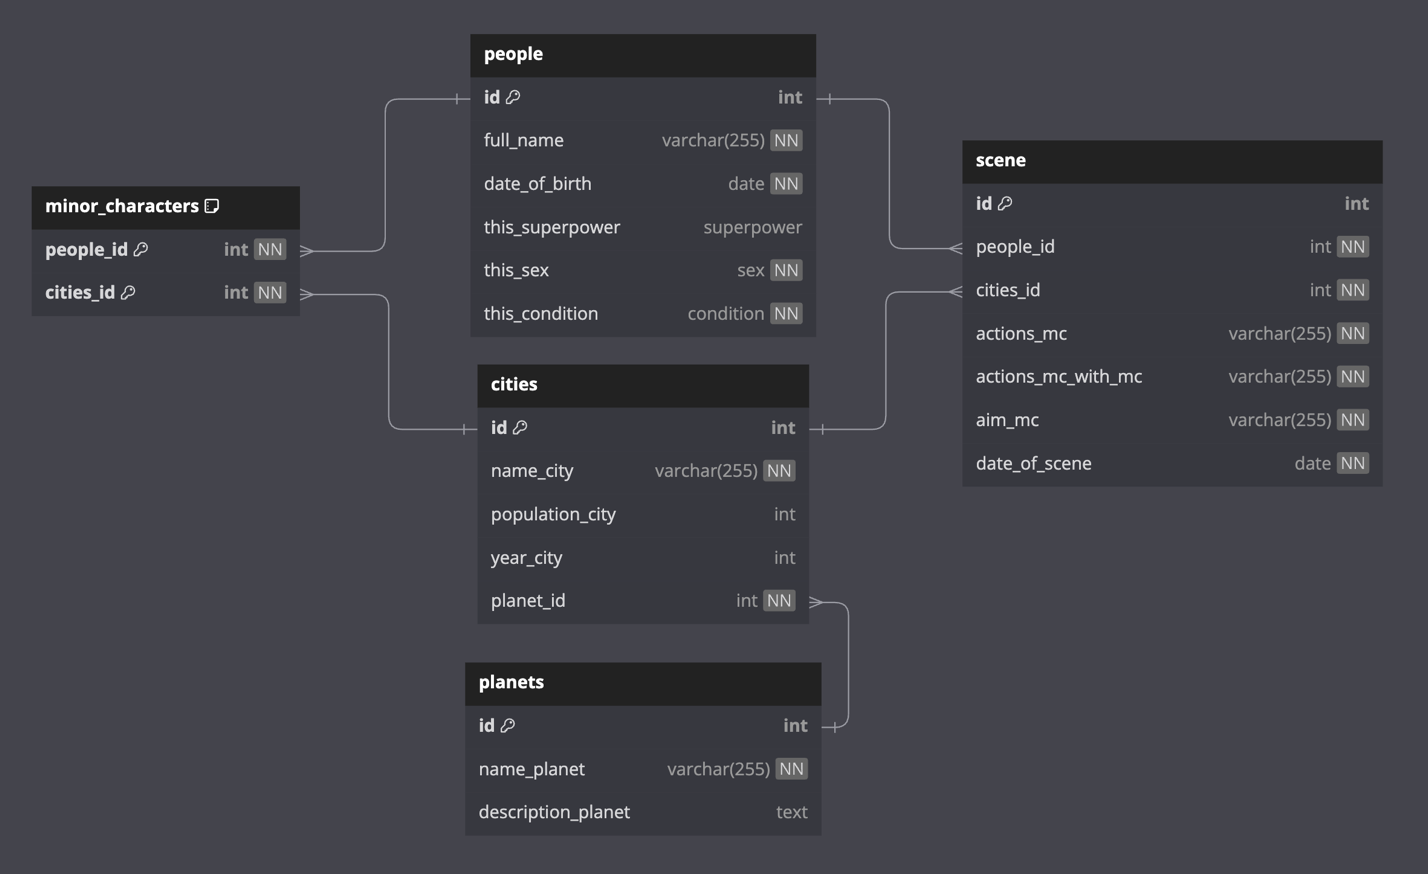 people
id int
full_name varchar(255) NN
date_of_birth date NN
this_superpower superpower
this_sex sex NN
this_condition condition NN
minor_characters
people_id int NN
cities_id int NN
scene
id int
people_id int NN
cities_id int NN
actions_mc varchar(255) NN
actions_mc_with_mc varchar(255) NN
aim_mc varchar(255) NN
date_of_scene date NN
cities
id int
name_city varchar(255) NN
population_city int
year_city int
planet_id int NN
planets
id int
name_planet varchar(255) NN
description_planet text